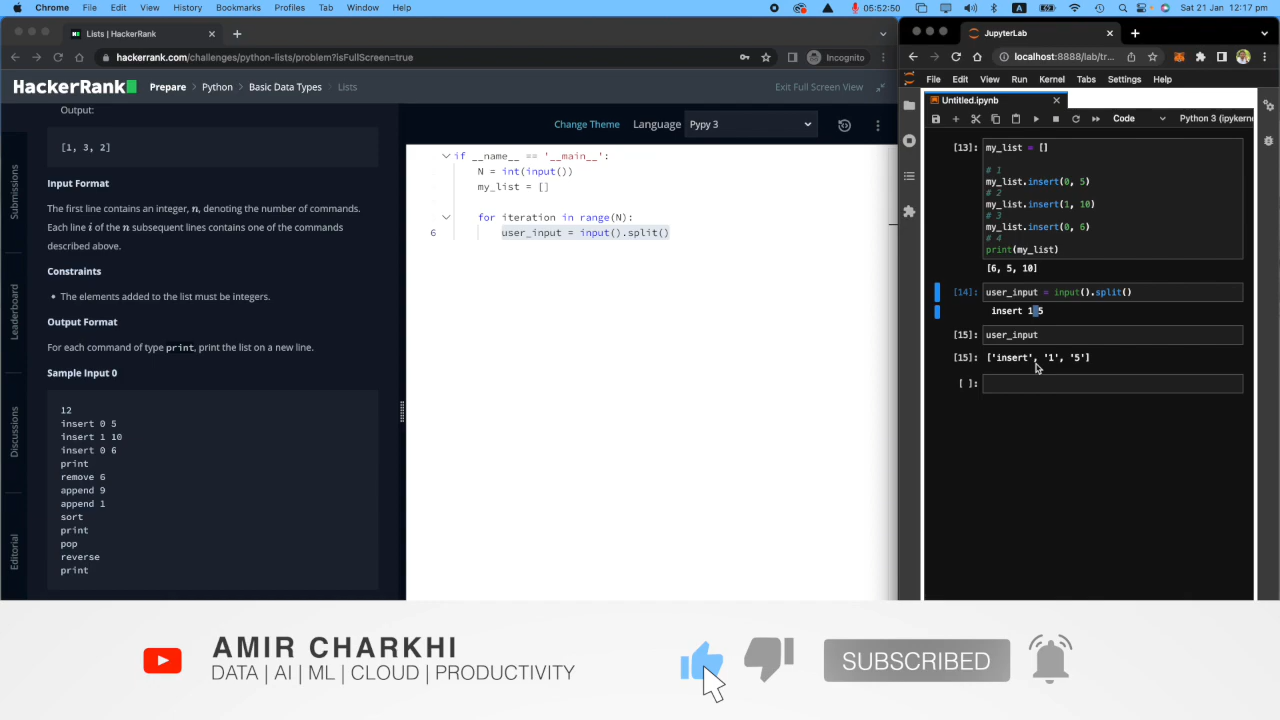 Chrome File Edit View History Bookmarks Profiles Tab Window Help 05:52:50 A Sat 21 Jan 12:17 pm
Lists | HackerRank
hackerrank.com/challenges/python-lists/problem?isFullScreen=true Incognito
HackerRank Prepare Python Basic Data Types Lists Exit Full Screen View
Submissions
Leaderboard
Discussions
Editorial
Output:
[1, 3, 2]
Input Format
The first line contains an integer, n, denoting the number of commands.
Each line i of the n subsequent lines contains one of the commands
described above.
Constraints
• The elements added to the list must be integers.
Output Format
For each command of type print, print the list on a new line.
Sample Input 0
12
insert 0 5
insert 1 10
insert 0 6
print
remove 6
append 9
append 1
sort
print
pop
reverse
print
Change Theme Language Pypy 3
if __name__ == '__main__':
N = int(input())
my_list = []
for iteration in range(N):
6 user_input = input().split()
JupyterLab
localhost:8888/lab/tr...
File Edit View Run Kernel Tabs Settings Help
Untitled.ipynb
Code Python 3 (ipykerne
[13]: my_list = []
# 1
my_list.insert(0, 5)
# 2
my_list.insert(1, 10)
# 3
my_list.insert(0, 6)
# 4
print(my_list)
[6, 5, 10]
[14]: user_input = input().split()
insert 1 5
[15]: user_input
[15]: ['insert', '1', '5']
[ ]:
AMIR CHARKHI
DATA | AI | ML | CLOUD | PRODUCTIVITY
SUBSCRIBED